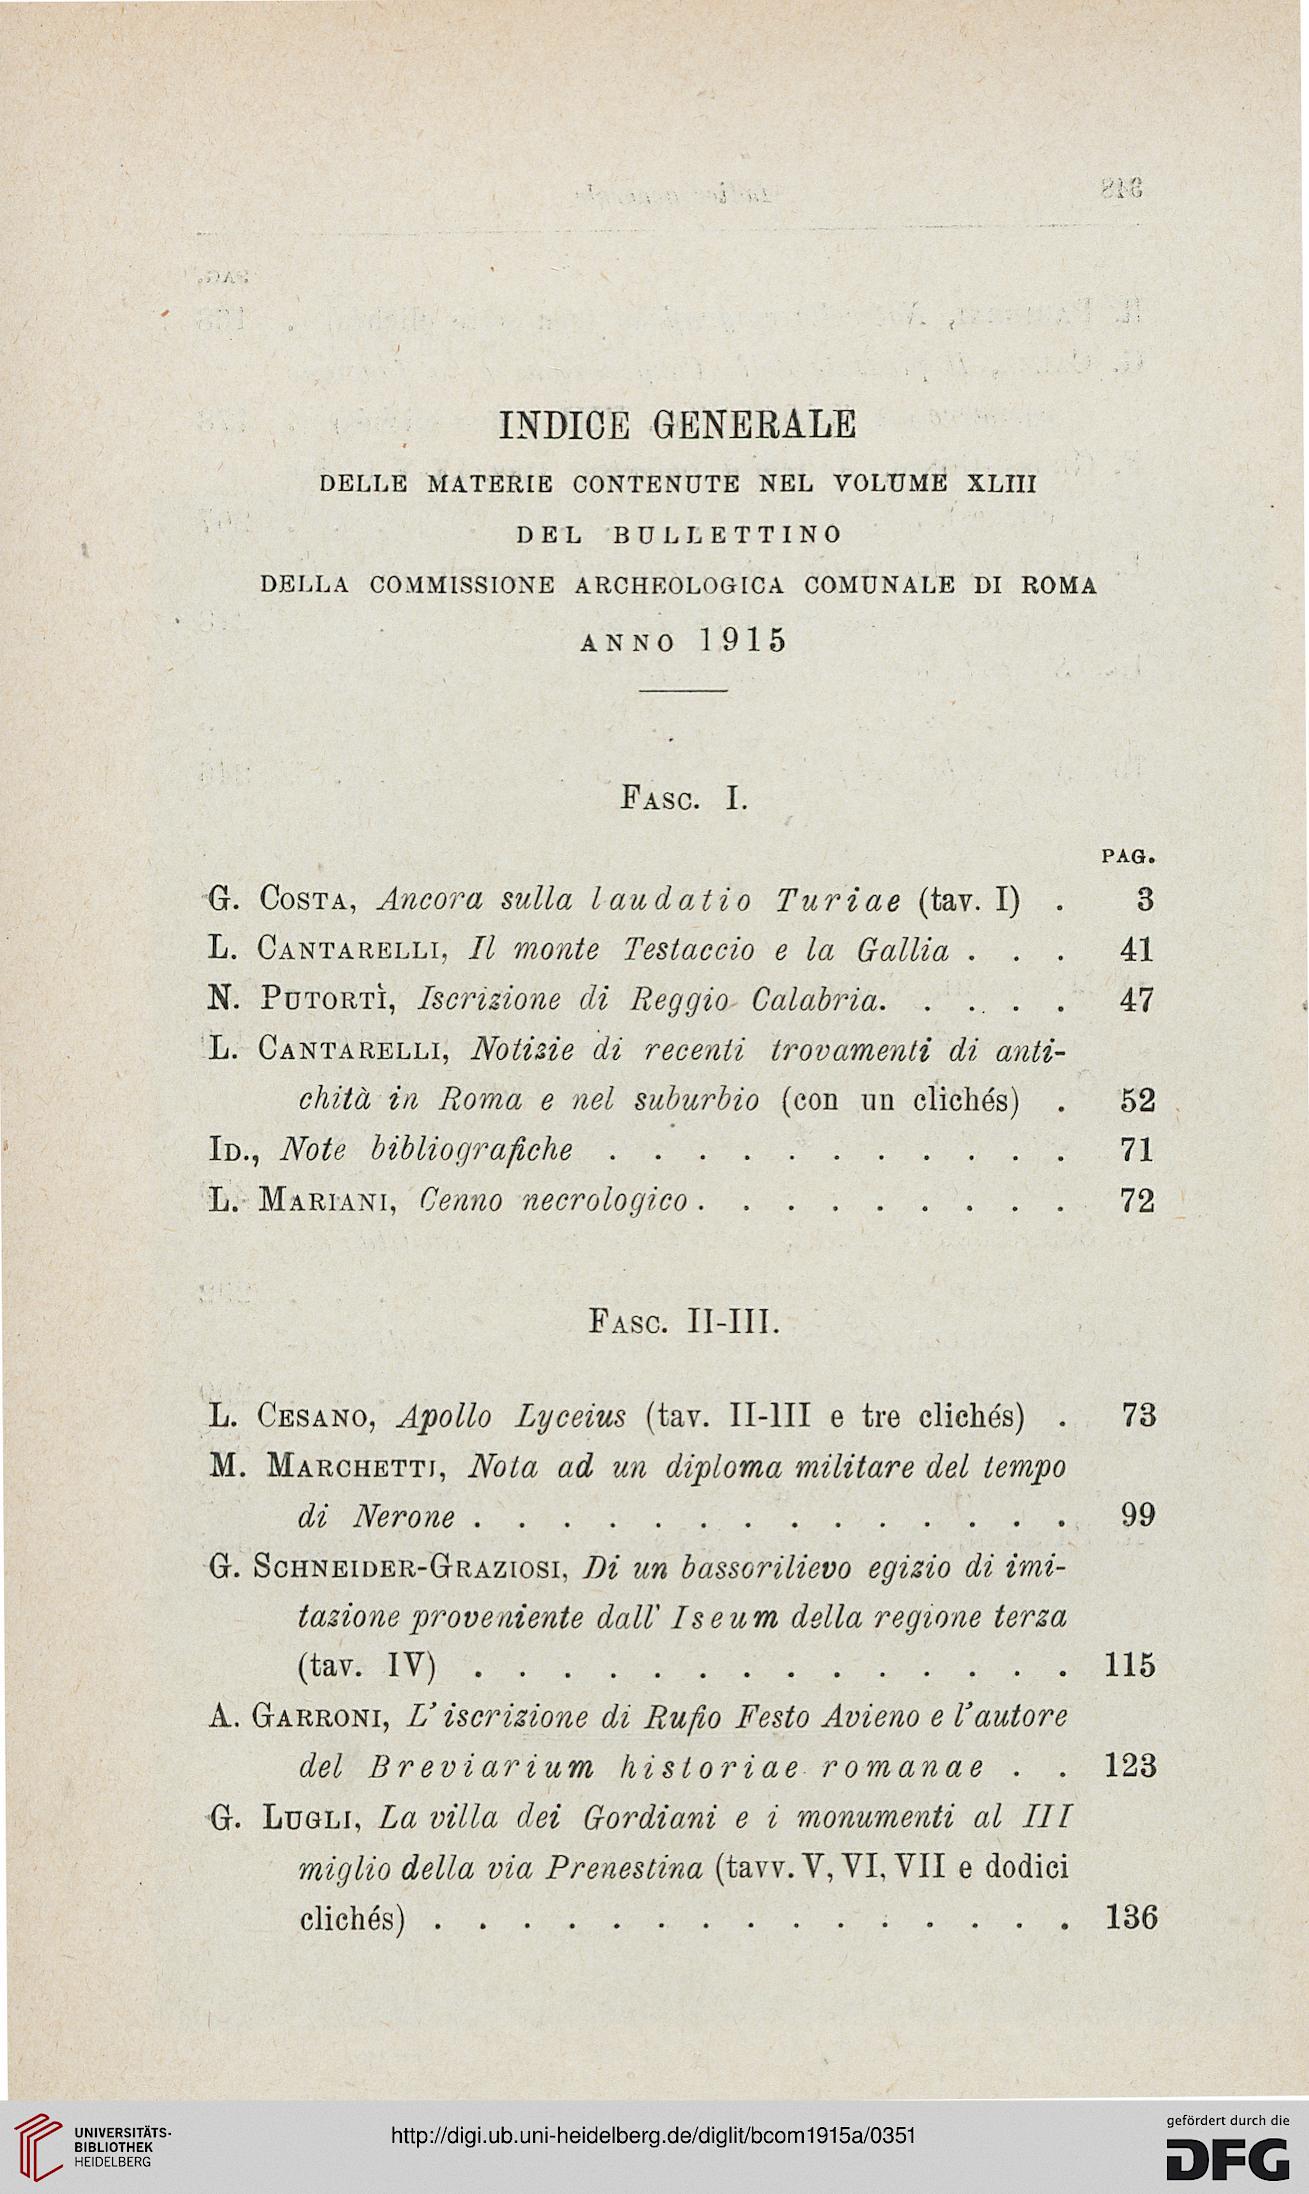 INDICE GENERALE
DELLE MATERIE CONTENUTE NEL VOLUME XLIII
DEL BULLETTINO
DELLA COMMISSIONE ARCHEOLOGICA COMUNALE DI ROMA
ANNO 1915
FASC. I.
PAG.
G. COSTA, Ancora sulla laudatio Turiae (tav. I) . 3
L. CANTARELLI, Il monte Testaccio e la Gallia . . . 41
N. PUTORTÌ, Iscrizione di Reggio Calabria. . . . . 47
L. CANTARELLI, Notizie di recenti trovamenti di anti-
chità in Roma e nel suburbio (con un clichés) . 52
ID., Note bibliografiche . . . . . . . . . . . 71
L. MARIANI, Cenno necrologico . . . . . . . . . 72
FASC. II-III.
L. CESANO, Apollo Lyceius (tav. II-III e tre clichés) . 73
M. MARCHETTI, Nota ad un diploma militare del tempo
di Nerone . . . . . . . . . . . . . . 99
G. SCHNEIDER-GRAZIOSI, Di un bassorilievo egizio di imi-
tazione proveniente dall' Iseum della regione terza
(tav. IV) . . . . . . . . . . . . . . 115
A. GARRONI, L'iscrizione di Rufio Festo Avieno e l'autore
del Breviarium historiae romanae . . 123
G. LUGLI, La villa dei Gordiani e i monumenti al III
miglio della via Prenestina (tavv. V, VI, VII e dodici
clichés) . . . . . . . . . . . . . . . 136
UNIVERSITÄTS-
BIBLIOTHEK
HEIDELBERG
http://digi.ub.uni-heidelberg.de/diglit/bcom1915a/0351
gefördert durch die
DFG